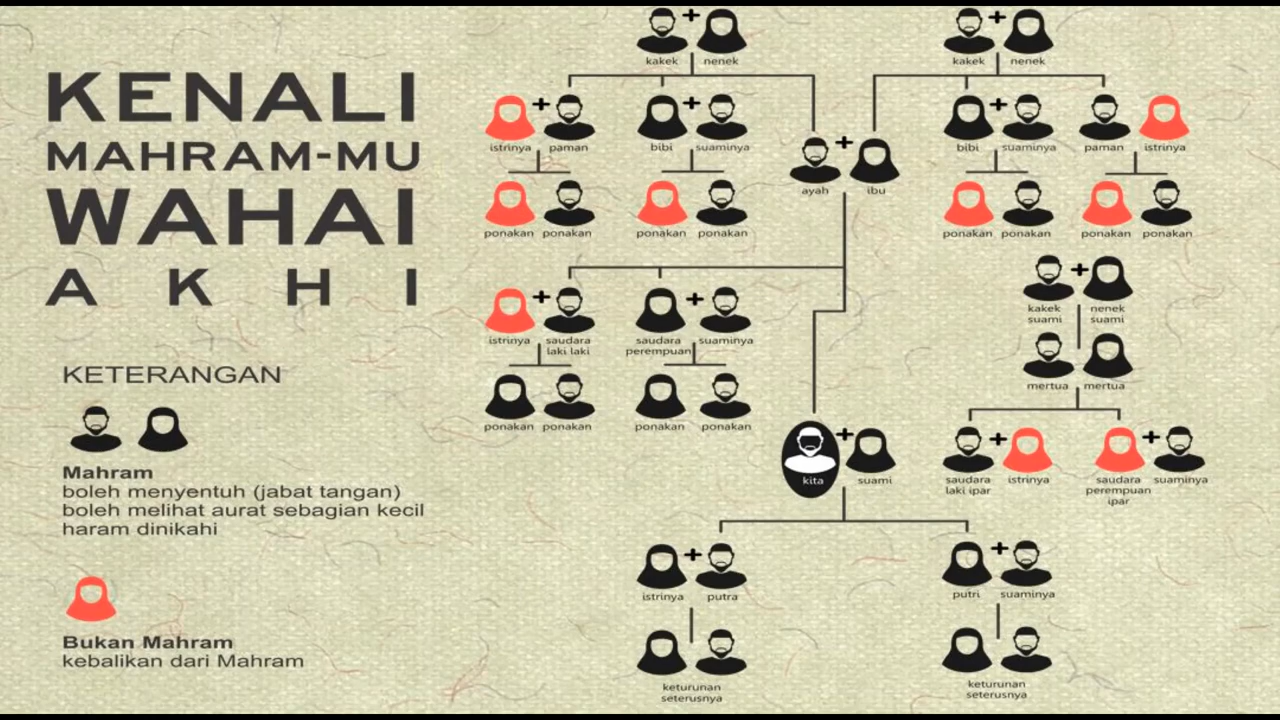 KENALI
MAHRAM-MU
WAHAI
AKHI
KETERANGAN
Mahram
boleh menyentuh (jabat tangan)
boleh melihat aurat sebagian kecil
haram dinikahi
Bukan Mahram
kebalikan dari Mahram
kakek nenek
kakek nenek
istrinya paman
bibi suaminya
bibi suaminya
paman istrinya
ayah ibu
ponakan ponakan
ponakan ponakan
ponakan ponakan
ponakan ponakan
kakek suami
nenek suami
istrinya
saudara laki laki
saudara perempuan
suaminya
mertua mertua
ponakan ponakan
ponakan ponakan
kita suami
saudara laki ipar
istrinya
saudara perempuan ipar
suaminya
istrinya putra
putri suaminya
keturunan seterusnya
keturunan seterusnya